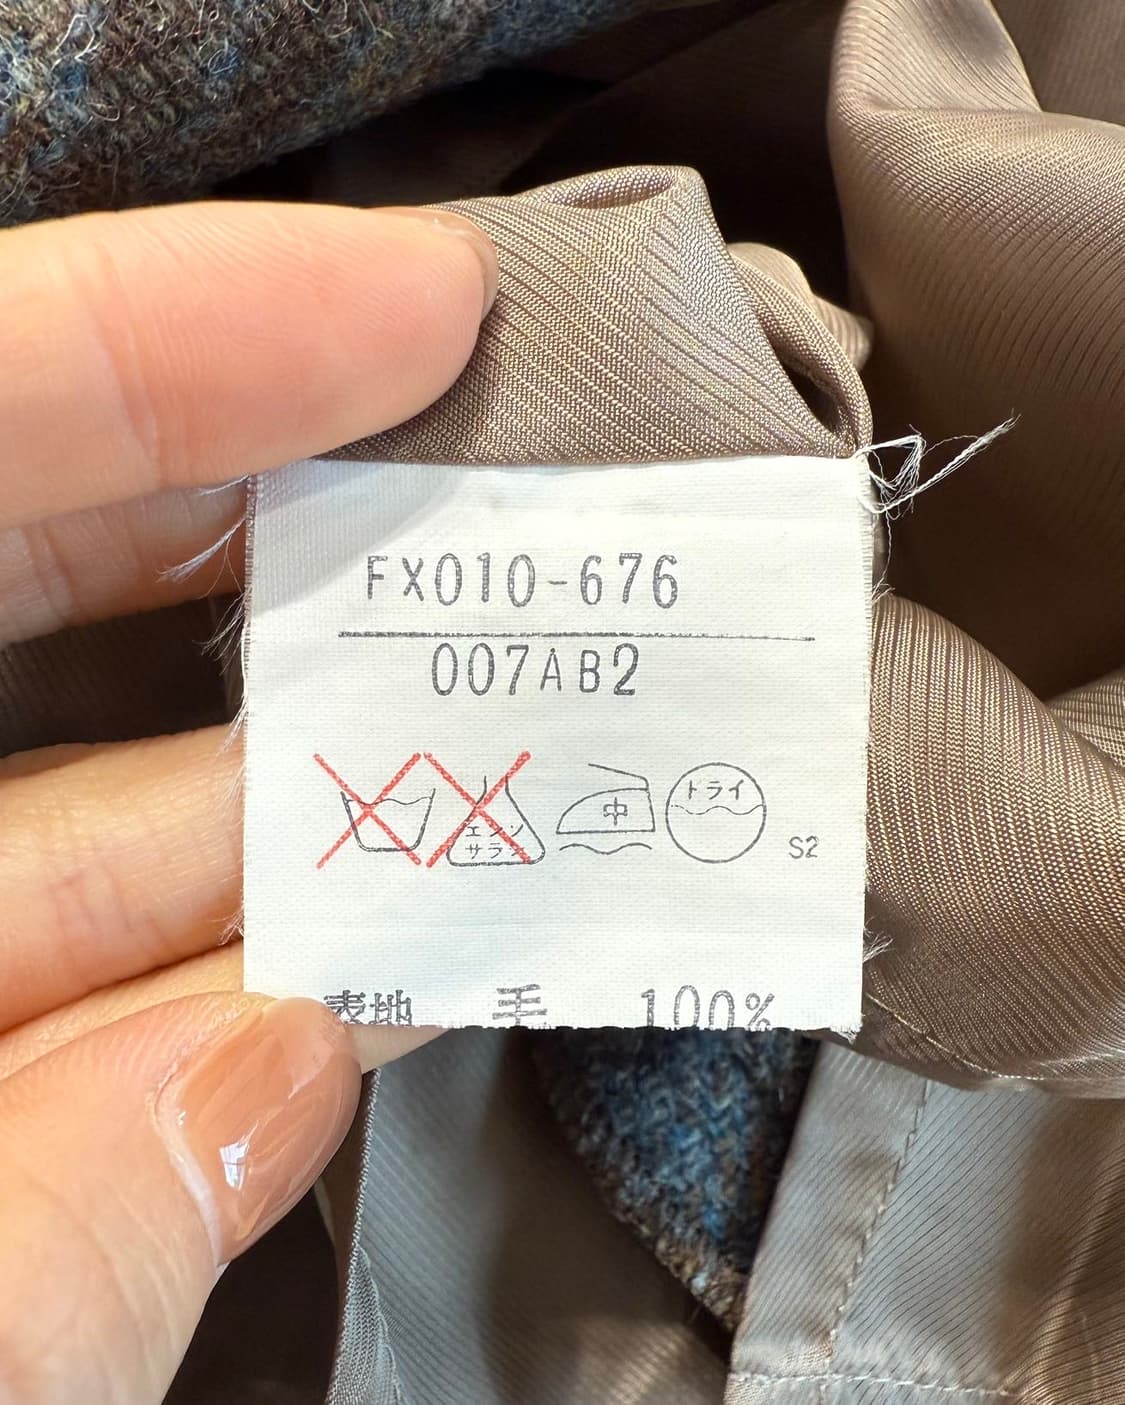 FX010-676
007AB2
エンソ
サラシ
中
ドライ
S2
表地 毛 100%